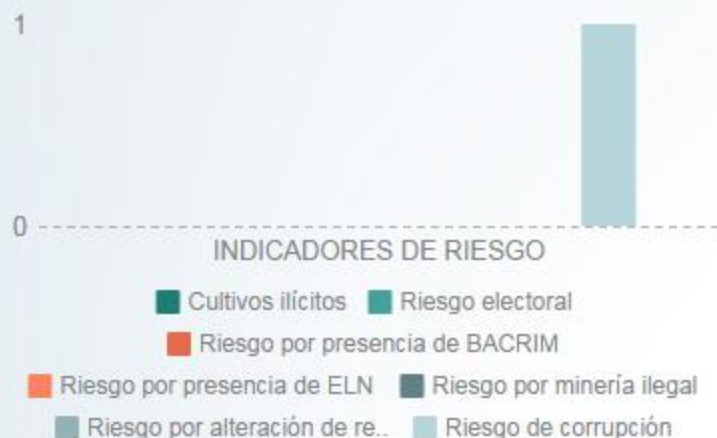 1
0
INDICADORES DE RIESGO
Cultivos ilícitos Riesgo electoral
Riesgo por presencia de BACRIM
Riesgo por presencia de ELN Riesgo por minería ilegal
Riesgo por alteración de re.. Riesgo de corrupción